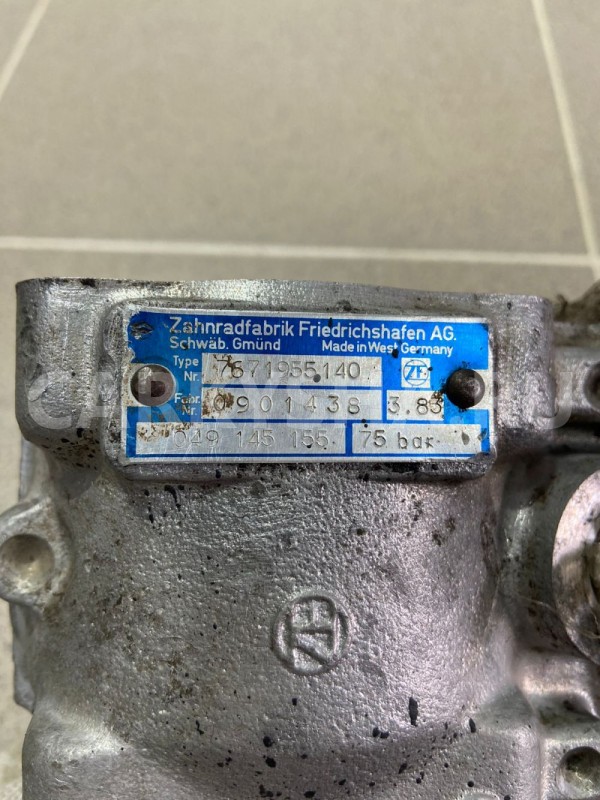 Zahnradfabrik Friedrichshafen AG.
Schwäb. Gmünd Made in West Germany
Type Nr. 7671955140 ZF
Fabr. Nr. 0901438 3.83
049 145 155 75 bar
ZF